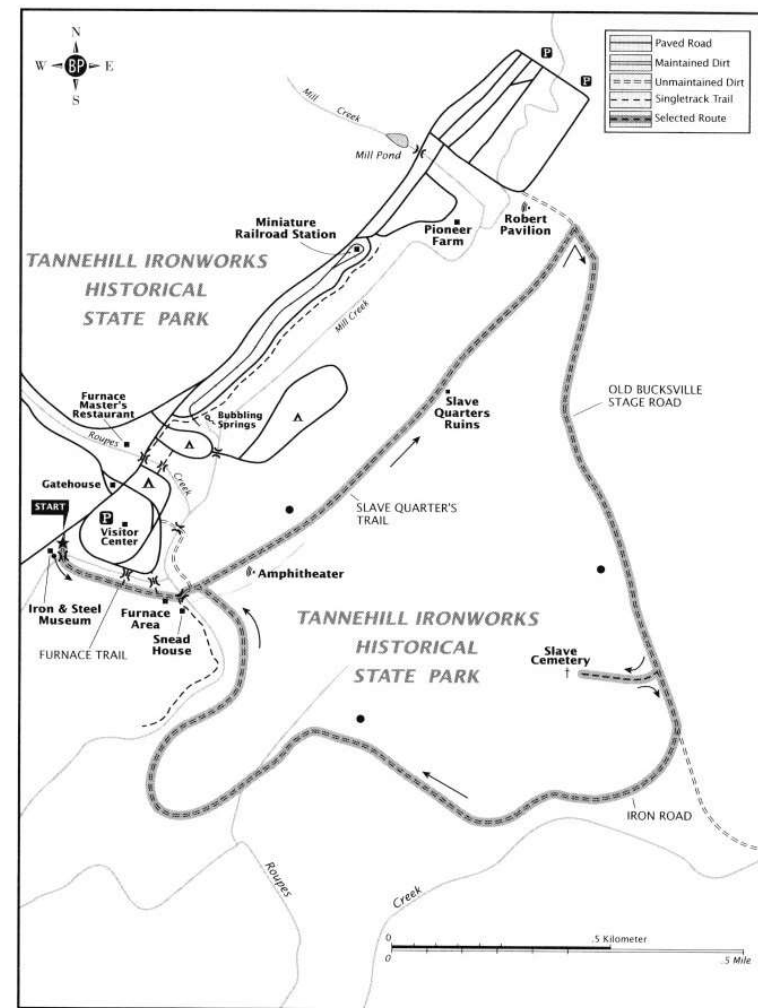 N
W BP E
S
Paved Road
Maintained Dirt
Unmaintained Dirt
Singletrack Trail
Selected Route
P
P
Mill
Creek
Mill Pond
Miniature
Railroad Station
Pioneer
Farm
Robert
Pavilion
TANNEHILL IRONWORKS
HISTORICAL
STATE PARK
Mill Creek
Furnace
Master's
Restaurant
Bubbling
Springs
Slave
Quarters
Ruins
OLD BUCKSVILLE
STAGE ROAD
Roupes
Creek
Gatehouse
START
P
Visitor
Center
SLAVE QUARTER'S
TRAIL
Amphitheater
Iron & Steel
Museum
Furnace
Area
Snead
House
FURNACE TRAIL
TANNEHILL IRONWORKS
HISTORICAL
STATE PARK
Slave
Cemetery
IRON ROAD
Roupes
Creek
0 .5 Kilometer
0 .5 Mile